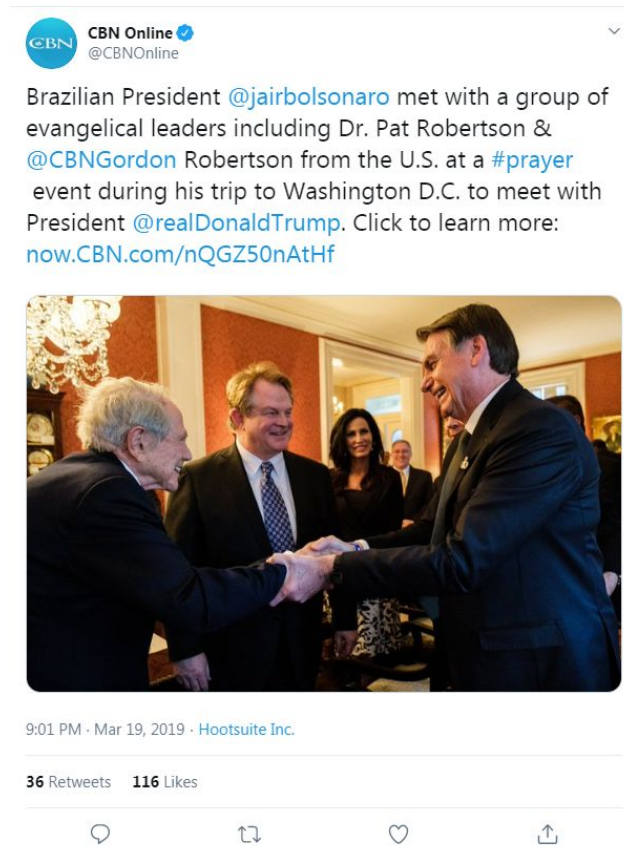 CBN
CBN Online
@CBNOnline
Brazilian President @jairbolsonaro met with a group of
evangelical leaders including Dr. Pat Robertson &
@CBNGordon Robertson from the U.S. at a #prayer
event during his trip to Washington D.C. to meet with
President @realDonaldTrump. Click to learn more:
now.CBN.com/nQGZ50nAtHf
9:01 PM · Mar 19, 2019 · Hootsuite Inc.
36 Retweets 116 Likes